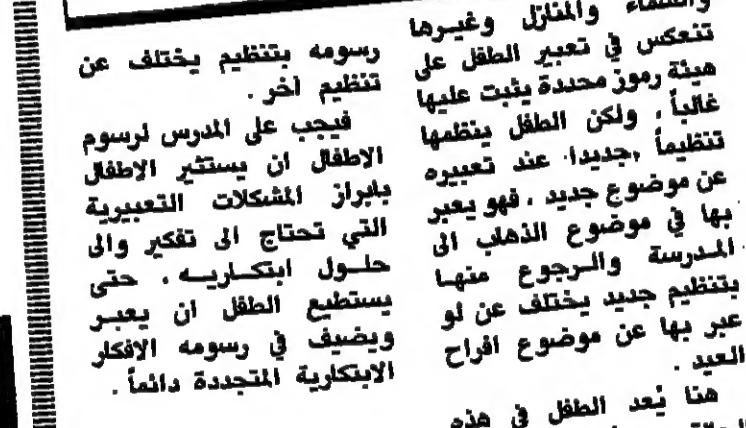 والسماء والمنازل وغيرها
تنعكس في تعبير الطفل على
هيئة رموز محددة يثبت عليها
غالباً ، ولكن الطفل ينظمها
تنظيماً جديدا عند تعبيره
عن موضوع جديد ، فهو يعبر
بها في موضوع الذهاب الى
المدرسة والرجوع منها
بتنظيم جديد يختلف عن لو
عبر بها عن موضوع افراح
العيد .
هنا يُعد الطفل في هذه
رسومه بتنظيم يختلف عن
تنظيم آخر .
فيجب على المدرس لرسوم
الاطفال ان يستثير الاطفال
بابراز المشكلات التعبيرية
التي تحتاج الى تفكير والى
حلول ابتكاريه ، حتى
يستطيع الطفل ان يعبر
ويضيف في رسومه الافكار
الابتكارية المتجددة دائماً .